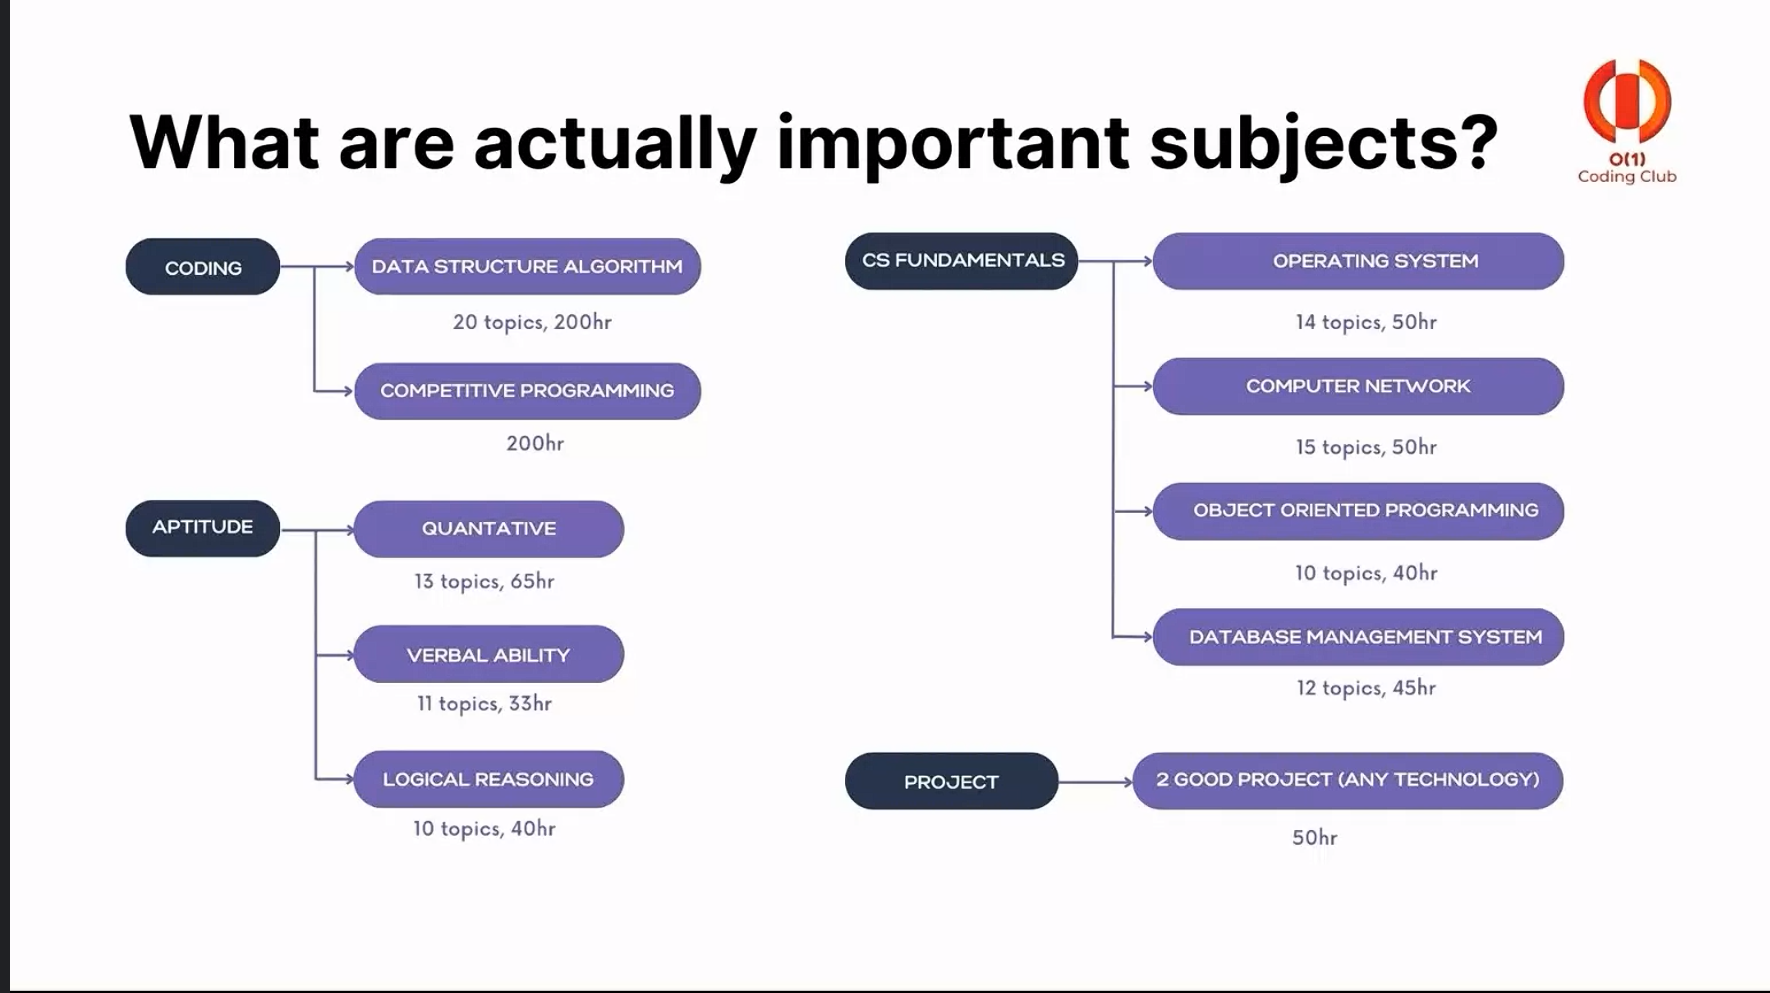 What are actually important subjects?
O(1)
Coding Club
CODING
DATA STRUCTURE ALGORITHM
20 topics, 200hr
COMPETITIVE PROGRAMMING
200hr
APTITUDE
QUANTATIVE
13 topics, 65hr
VERBAL ABILITY
11 topics, 33hr
LOGICAL REASONING
10 topics, 40hr
CS FUNDAMENTALS
OPERATING SYSTEM
14 topics, 50hr
COMPUTER NETWORK
15 topics, 50hr
OBJECT ORIENTED PROGRAMMING
10 topics, 40hr
DATABASE MANAGEMENT SYSTEM
12 topics, 45hr
PROJECT
2 GOOD PROJECT (ANY TECHNOLOGY)
50hr